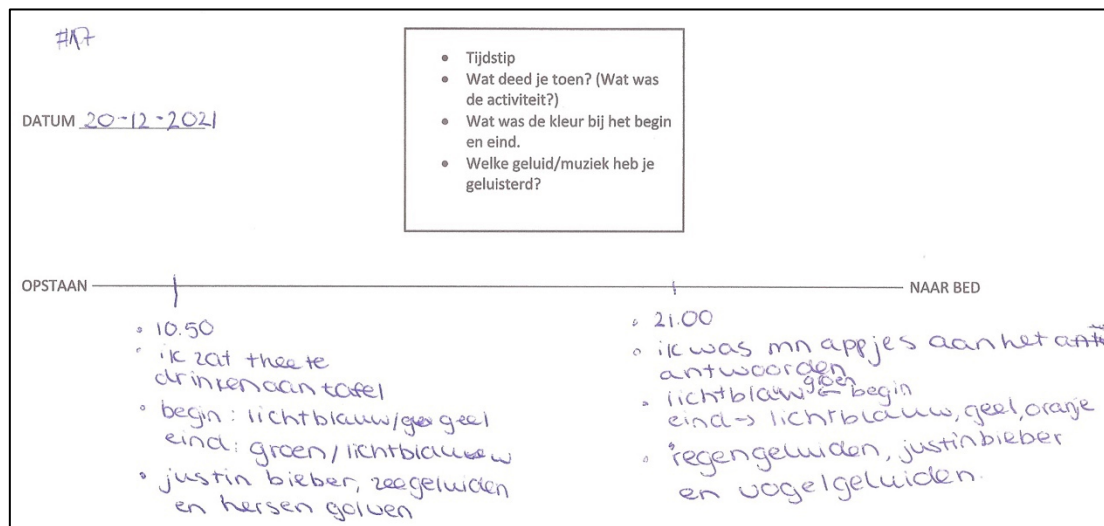 #17
• Tijdstip
• Wat deed je toen? (Wat was
de activiteit?)
• Wat was de kleur bij het begin
en eind.
• Welke geluid/muziek heb je
geluisterd?
DATUM 20-12-2021
OPSTAAN
NAAR BED
• 10.50
• ik zat thee te
drinken aan tafel
• begin: lichtblauw/geel
eind: groen/lichtblauw
• justin bieber, zeegeluiden
en hersen golven
• 21.00
• ik was mn appjes aan het
antwoorden
• lichtblauw groen ← begin
eind → lichtblauw, geel, oranje
• regengeluiden, justin bieber
en vogelgeluiden.